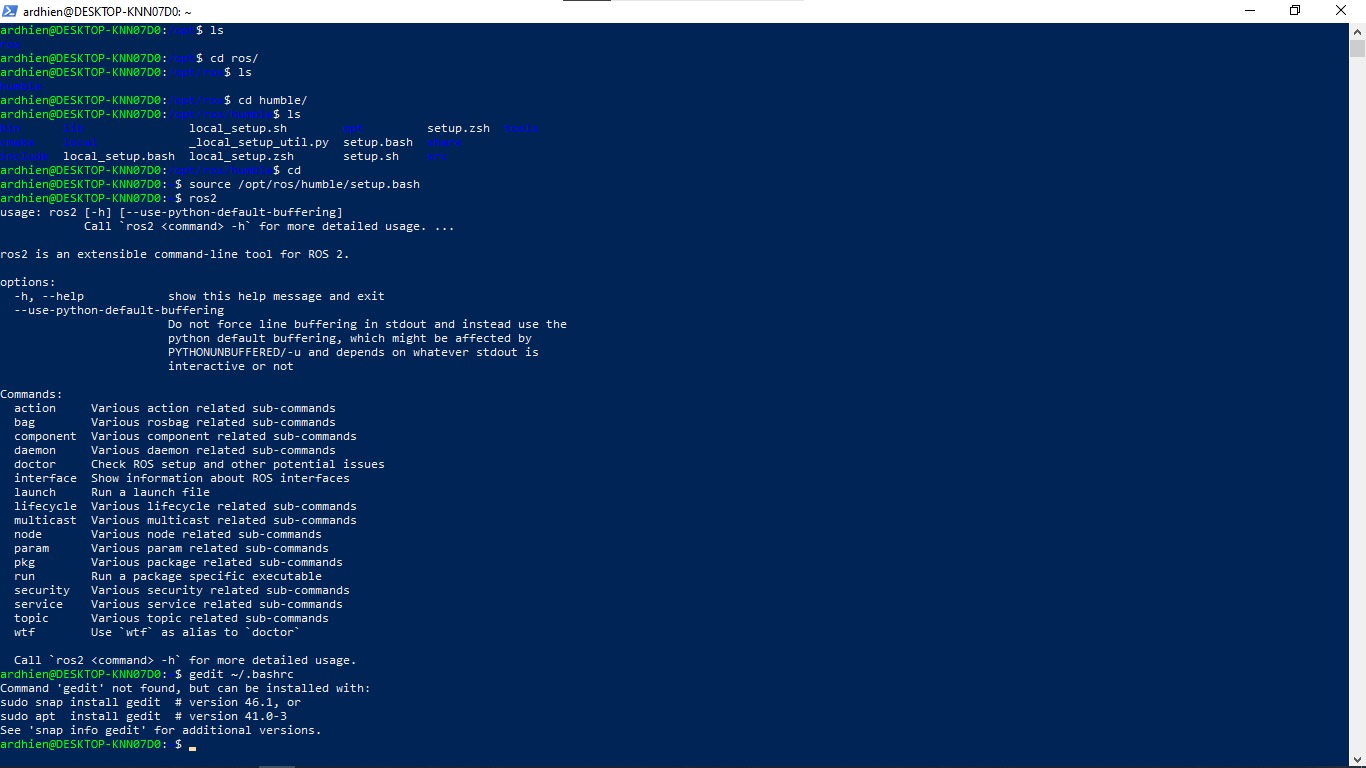 ardhien@DESKTOP-KNN07D0: ~
ardhien@DESKTOP-KNN07D0:/opt$ ls
ros
ardhien@DESKTOP-KNN07D0:/opt$ cd ros/
ardhien@DESKTOP-KNN07D0:/opt/ros$ ls
humble
ardhien@DESKTOP-KNN07D0:/opt/ros$ cd humble/
ardhien@DESKTOP-KNN07D0:/opt/ros/humble$ ls
bin lib local_setup.sh opt setup.zsh tools
cmake local _local_setup_util.py setup.bash share
include local_setup.bash local_setup.zsh setup.sh src
ardhien@DESKTOP-KNN07D0:/opt/ros/humble$ cd
ardhien@DESKTOP-KNN07D0: $ source /opt/ros/humble/setup.bash
ardhien@DESKTOP-KNN07D0: $ ros2
usage: ros2 [-h] [--use-python-default-buffering]
Call `ros2 <command> -h` for more detailed usage. ...
ros2 is an extensible command-line tool for ROS 2.
options:
-h, --help show this help message and exit
--use-python-default-buffering
Do not force line buffering in stdout and instead use the
python default buffering, which might be affected by
PYTHONUNBUFFERED/-u and depends on whatever stdout is
interactive or not
Commands:
action Various action related sub-commands
bag Various rosbag related sub-commands
component Various component related sub-commands
daemon Various daemon related sub-commands
doctor Check ROS setup and other potential issues
interface Show information about ROS interfaces
launch Run a launch file
lifecycle Various lifecycle related sub-commands
multicast Various multicast related sub-commands
node Various node related sub-commands
param Various param related sub-commands
pkg Various package related sub-commands
run Run a package specific executable
security Various security related sub-commands
service Various service related sub-commands
topic Various topic related sub-commands
wtf Use `wtf` as alias to `doctor`
Call `ros2 <command> -h` for more detailed usage.
ardhien@DESKTOP-KNN07D0: $ gedit ~/.bashrc
Command 'gedit' not found, but can be installed with:
sudo snap install gedit # version 46.1, or
sudo apt install gedit # version 41.0-3
See 'snap info gedit' for additional versions.
ardhien@DESKTOP-KNN07D0: $